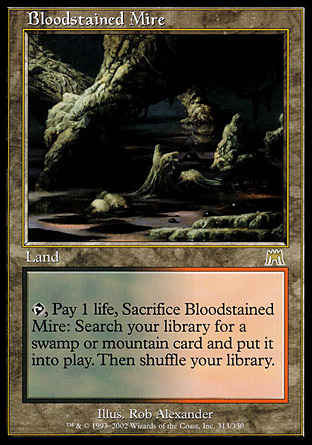 Bloodstained Mire
Land
, Pay 1 life, Sacrifice Bloodstained
Mire: Search your library for a
swamp or mountain card and put it
into play. Then shuffle your library.
Illus. Rob Alexander
™ & © 1993–2002 Wizards of the Coast, Inc. 313/350